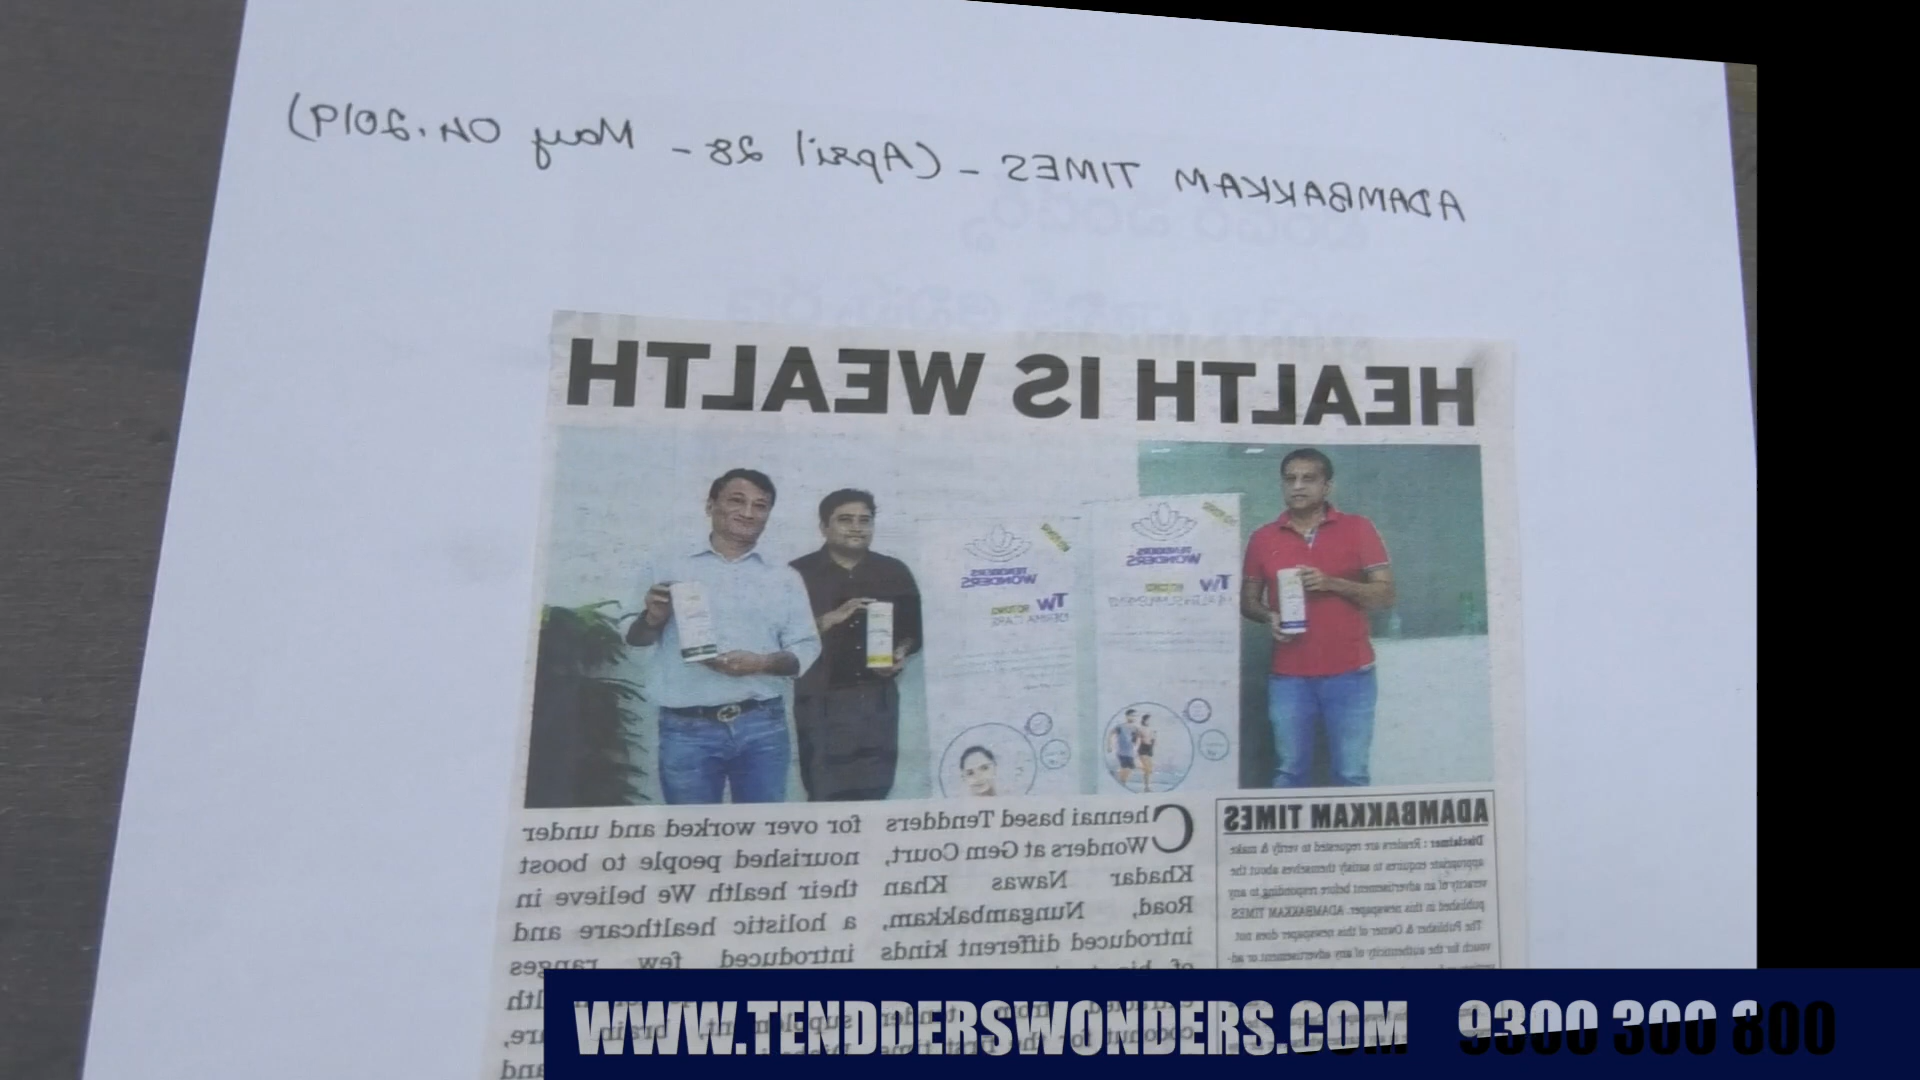 ADAMBAKKAM TIMES - (April 28 - May 04.2019)
HEALTH IS WEALTH
TENDDERS
WONDERS
TW
TENDDERS
WONDERS
TW
DERMA CARE
ADAMBAKKAM TIMES
Disclaimer : Readers are requested to verify & make
appropriate enquires to satisfy themselves about the
veracity of an advertisement before responding to any
published in this newspaper. ADAMBAKKAM TIMES
The Publisher & Owner of this newspaper does not
vouch for the authenticity of any advertisement or ad-
Chennai based Tendders
Wonders at Gem Court,
Khadar Nawas Khan
Road, Nungambakkam,
introduced different kinds
for over worked and under
nourished people to boost
their health We believe in
a holistic healthcare and
introduced few ranges
WWW.TENDDERSWONDERS.COM 9300 300 800